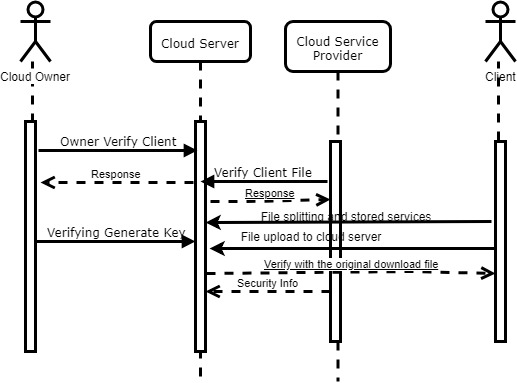 Cloud Owner
Cloud Server
Cloud Service
Provider
Client
Owner Verify Client
Response
Verify Client File
Response
File splitting and stored services
Verifying Generate Key
File upload to cloud server
Verify with the original download file
Security Info